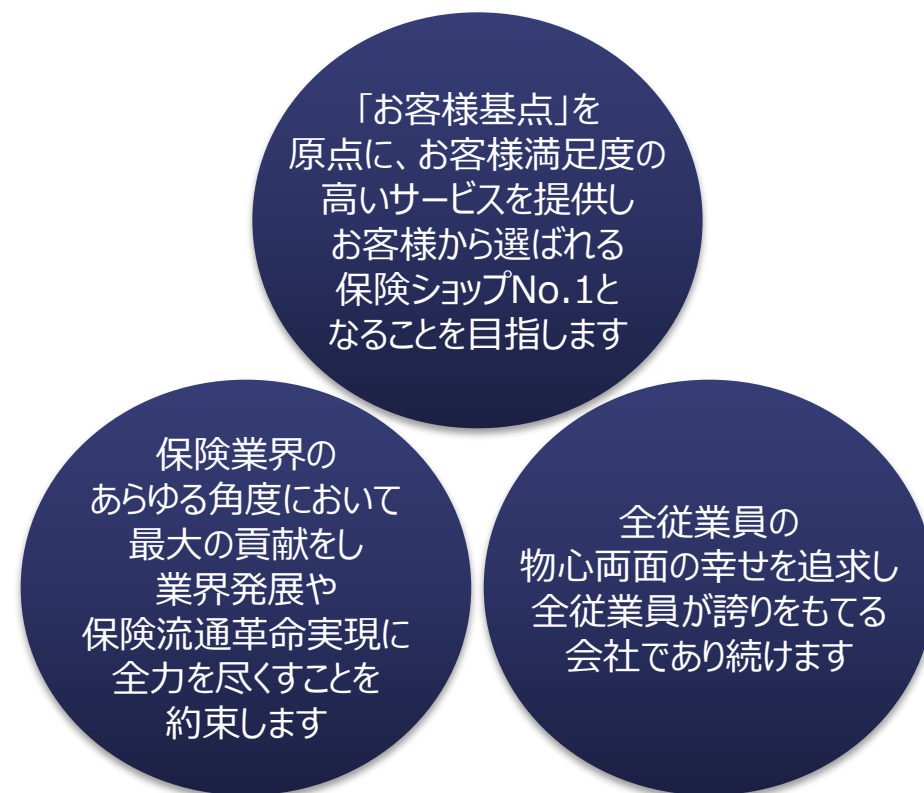 「お客様基点」を
原点に、お客様満足度の
高いサービスを提供し
お客様から選ばれる
保険ショップNo.1と
なることを目指します
保険業界の
あらゆる角度において
最大の貢献をし
業界発展や
保険流通革命実現に
全力を尽くすことを
約束します
全従業員の
物心両面の幸せを追求し
全従業員が誇りをもてる
会社であり続けます